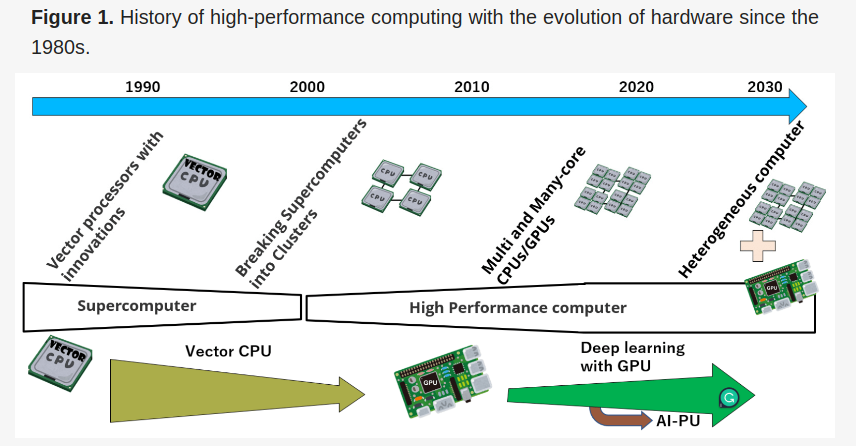 Figure 1. History of high-performance computing with the evolution of hardware since the
1980s.
1990 2000 2010 2020 2030
Vector processors with
innovations
VECTOR
CPU
Breaking Supercomputers
into Clusters
CPU CPU
CPU CPU
Multi and Many-core
CPUs/GPUs
Heterogeneous computer
GPU
Supercomputer
High Performance computer
VECTOR
CPU
Vector CPU
GPU
Deep learning
with GPU
AI-PU